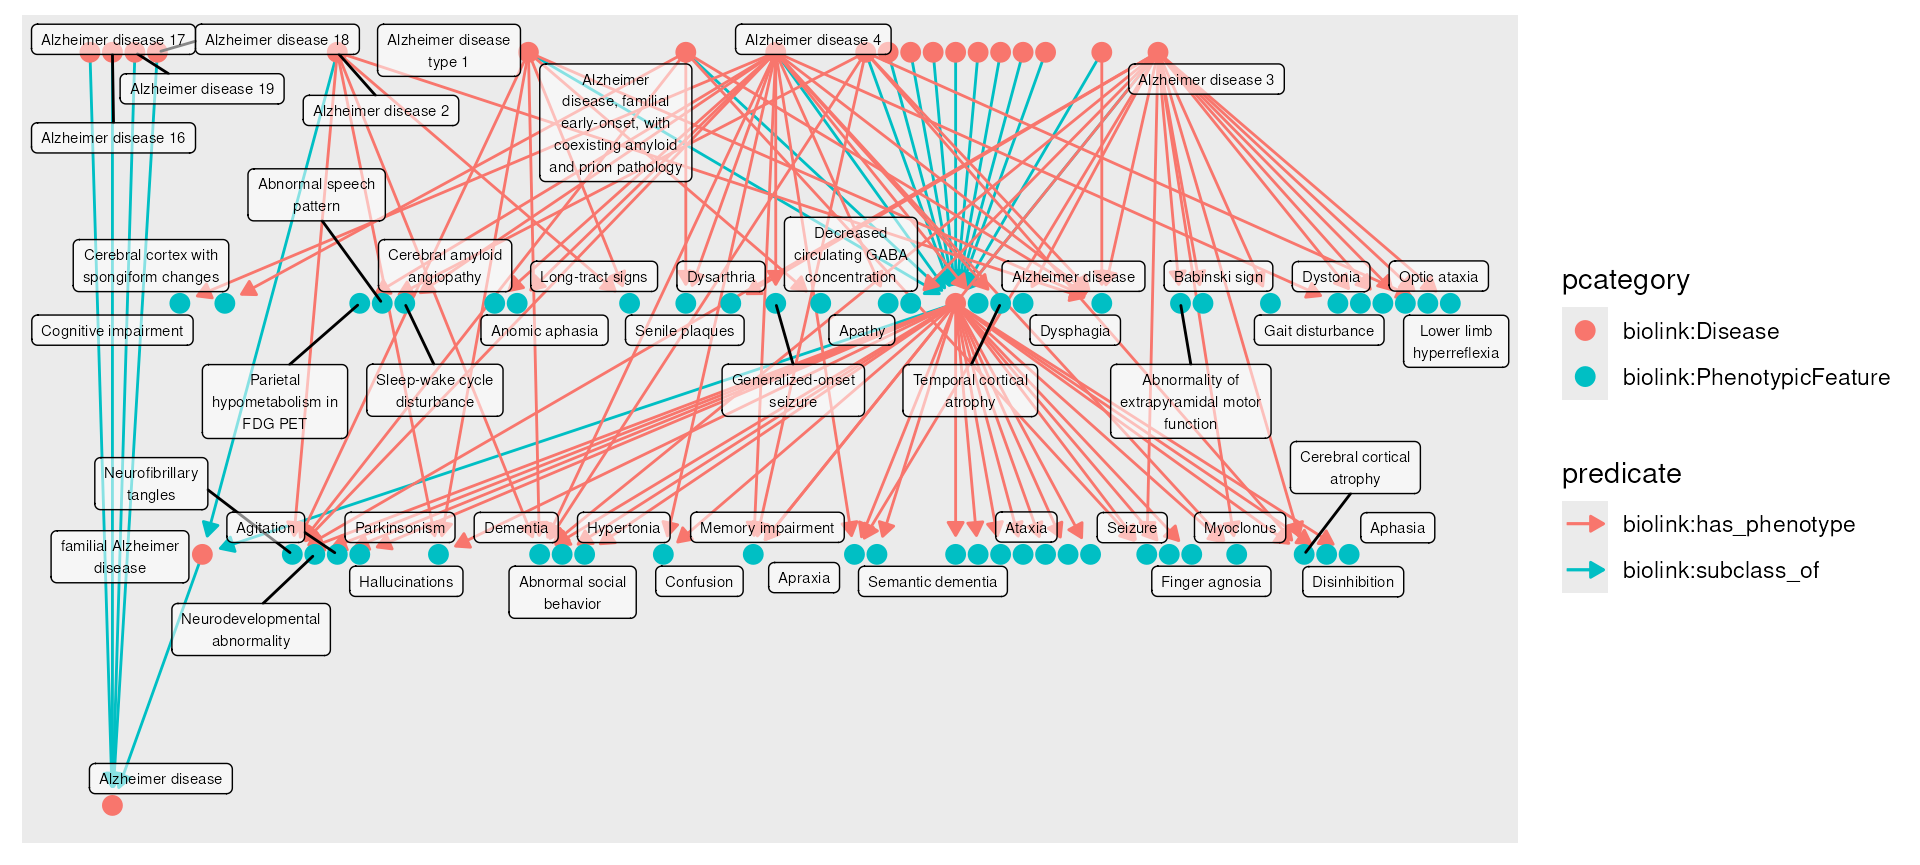 Alzheimer disease 17
Alzheimer disease 18
Alzheimer disease
type 1
Alzheimer disease 4
Alzheimer disease 3
Alzheimer disease 19
Alzheimer disease 2
Alzheimer disease 16
Alzheimer
disease, familial
early-onset, with
coexisting amyloid
and prion pathology
Abnormal speech
pattern
Cerebral cortex with
spongiform changes
Cerebral amyloid
angiopathy
Long-tract signs
Dysarthria
Decreased
circulating GABA
concentration
Alzheimer disease
Babinski sign
Dystonia
Optic ataxia
Cognitive impairment
Anomic aphasia
Senile plaques
Apathy
Dysphagia
Gait disturbance
Lower limb
hyperreflexia
Parietal
hypometabolism in
FDG PET
Sleep-wake cycle
disturbance
Generalized-onset
seizure
Temporal cortical
atrophy
Abnormality of
extrapyramidal motor
function
Neurofibrillary
tangles
Cerebral cortical
atrophy
familial Alzheimer
disease
Agitation
Parkinsonism
Dementia
Hypertonia
Memory impairment
Ataxia
Seizure
Myoclonus
Aphasia
Hallucinations
Abnormal social
behavior
Confusion
Apraxia
Semantic dementia
Finger agnosia
Disinhibition
Neurodevelopmental
abnormality
Alzheimer disease
pcategory
biolink:Disease
biolink:PhenotypicFeature
predicate
biolink:has_phenotype
biolink:subclass_of